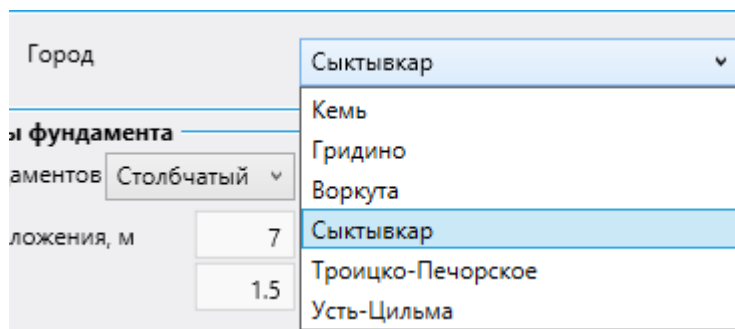 Город
Сыктывкар
Кемь
ы фундамента
Гридино
аментов Столбчатый
Воркута
ложения, м 7
Сыктывкар
Троицко-Печорское
1.5
Усть-Цильма